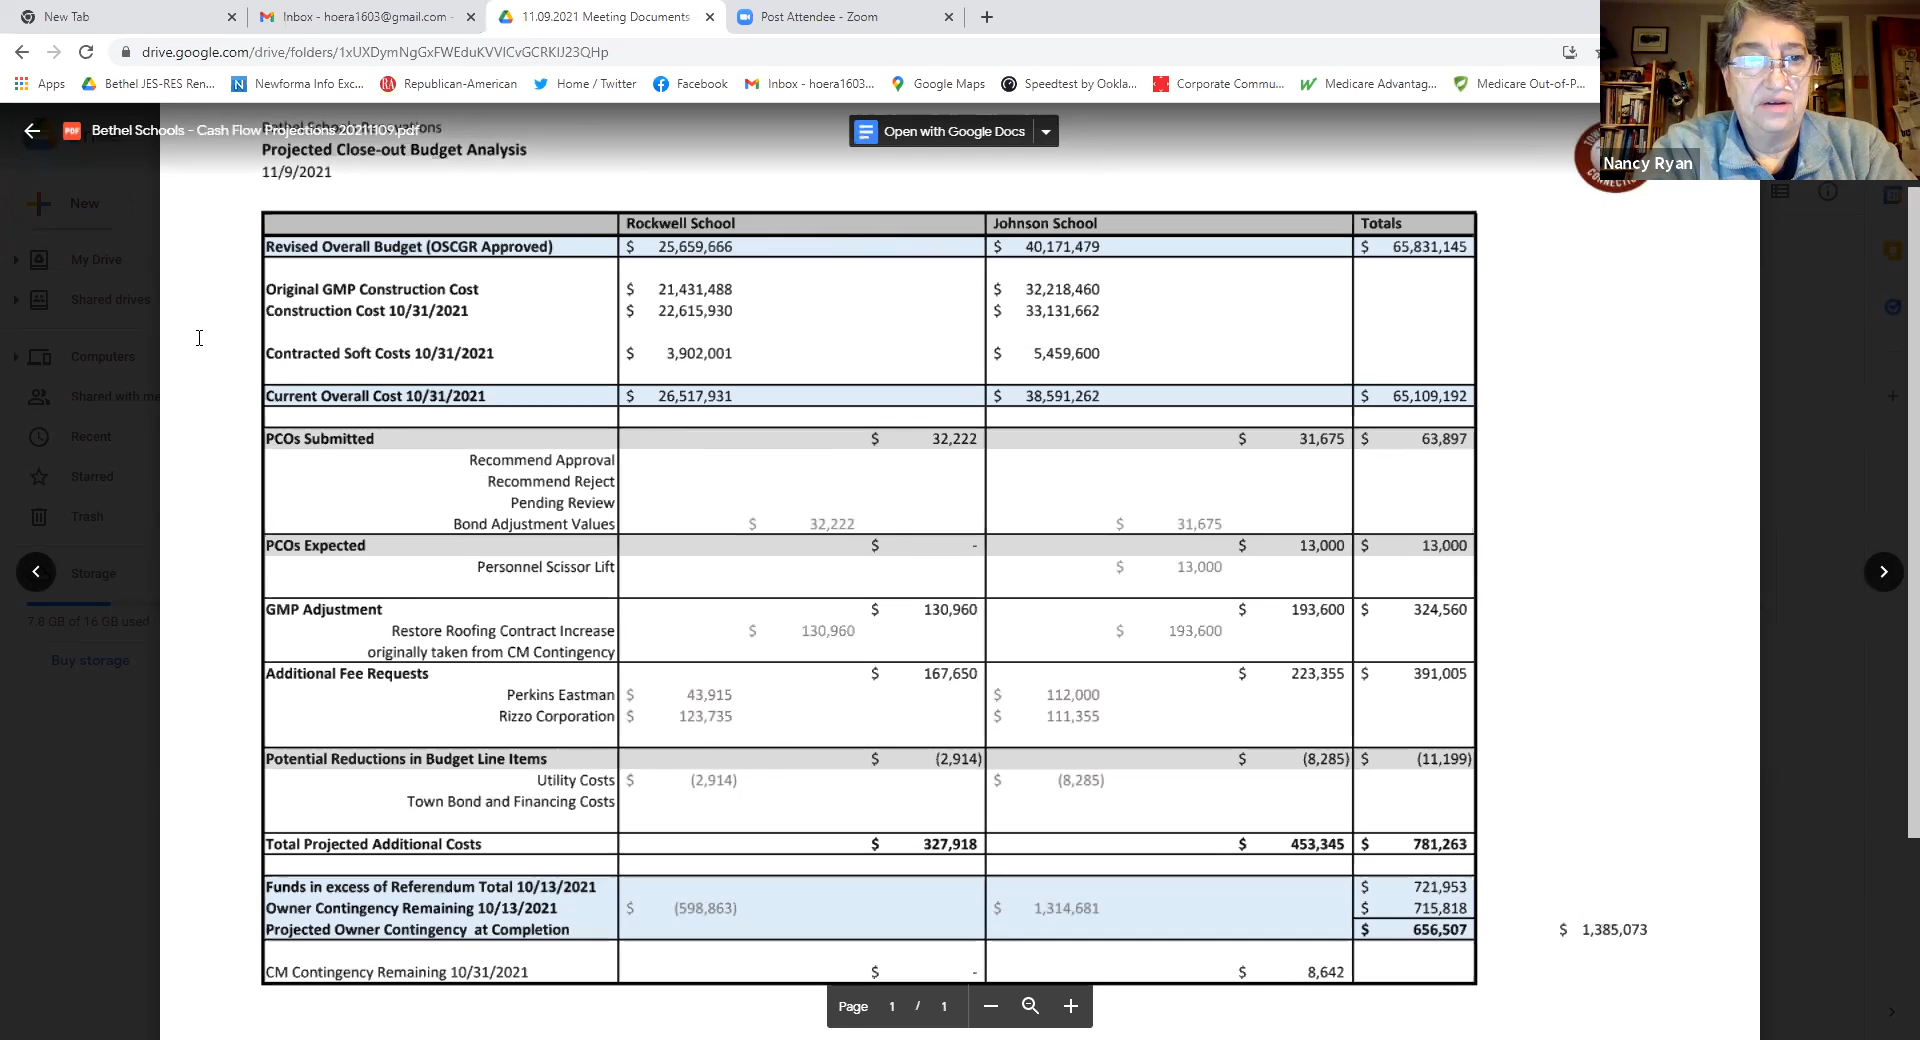 New Tab
Inbox - hoera1603@gmail.com -
11.09.2021 Meeting Documents
Post Attendee - Zoom
drive.google.com/drive/folders/1xUXDymNgGxFWEduKVVICvGCRKIJ23QHp
Apps
Bethel JES-RES Ren...
Newforma Info Exc...
Republican-American
Home / Twitter
Facebook
Inbox - hoera1603...
Google Maps
Speedtest by Ookla...
Corporate Commu...
Medicare Advantag...
Medicare Out-of-P...
PDF
Bethel Schools - Cash Flow Projections 20211109.pdf
Open with Google Docs
Nancy Ryan
Projected Close-out Budget Analysis
11/9/2021
New
My Drive
Shared drives
Computers
Shared with me
Recent
Starred
Trash
Storage
7.8 GB of 16 GB used
Buy storage
Rockwell School Johnson School Totals
Revised Overall Budget (OSCGR Approved) $ 25,659,666 $ 40,171,479 $ 65,831,145
Original GMP Construction Cost $ 21,431,488 $ 32,218,460
Construction Cost 10/31/2021 $ 22,615,930 $ 33,131,662
Contracted Soft Costs 10/31/2021 $ 3,902,001 $ 5,459,600
Current Overall Cost 10/31/2021 $ 26,517,931 $ 38,591,262 $ 65,109,192
PCOs Submitted $ 32,222 $ 31,675 $ 63,897
Recommend Approval
Recommend Reject
Pending Review
Bond Adjustment Values $ 32,222 $ 31,675
PCOs Expected $ - $ 13,000 $ 13,000
Personnel Scissor Lift $ 13,000
GMP Adjustment $ 130,960 $ 193,600 $ 324,560
Restore Roofing Contract Increase $ 130,960 $ 193,600
originally taken from CM Contingency
Additional Fee Requests $ 167,650 $ 223,355 $ 391,005
Perkins Eastman $ 43,915 $ 112,000
Rizzo Corporation $ 123,735 $ 111,355
Potential Reductions in Budget Line Items $ (2,914) $ (8,285) $ (11,199)
Utility Costs $ (2,914) $ (8,285)
Town Bond and Financing Costs
Total Projected Additional Costs $ 327,918 $ 453,345 $ 781,263
Funds in excess of Referendum Total 10/13/2021 $ 721,953
Owner Contingency Remaining 10/13/2021 $ (598,863) $ 1,314,681 $ 715,818
Projected Owner Contingency at Completion $ 656,507 $ 1,385,073
CM Contingency Remaining 10/31/2021 $ - $ 8,642
Page 1 / 1